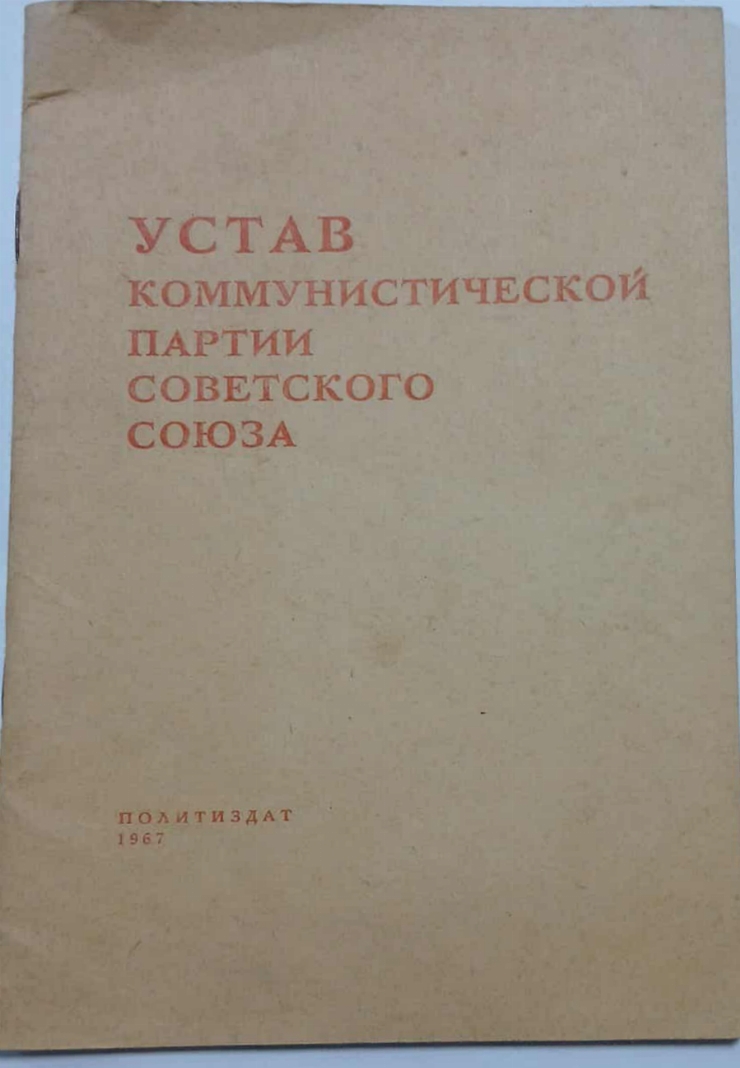 УСТАВ
КОММУНИСТИЧЕСКОЙ
ПАРТИИ
СОВЕТСКОГО
СОЮЗА
ПОЛИТИЗДАТ
1967